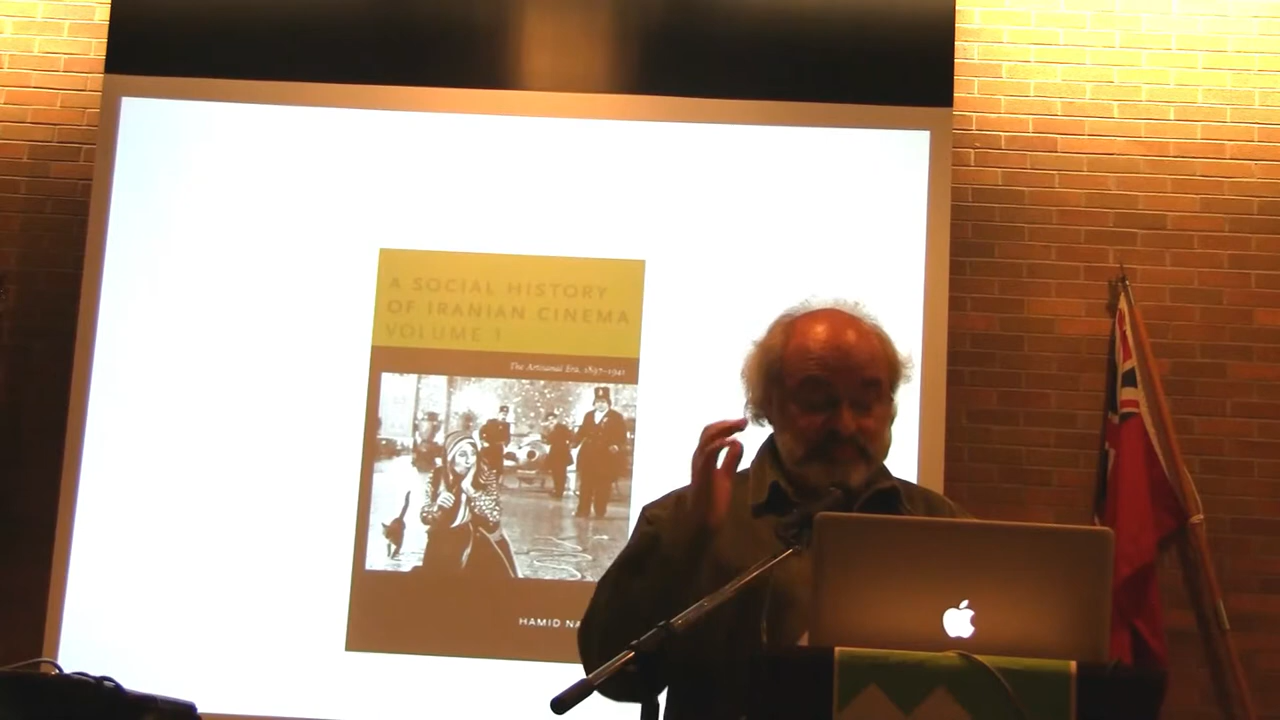 A SOCIAL HISTORY
OF IRANIAN CINEMA
VOLUME 1
The Artisanal Era, 1897–1941
HAMID NA